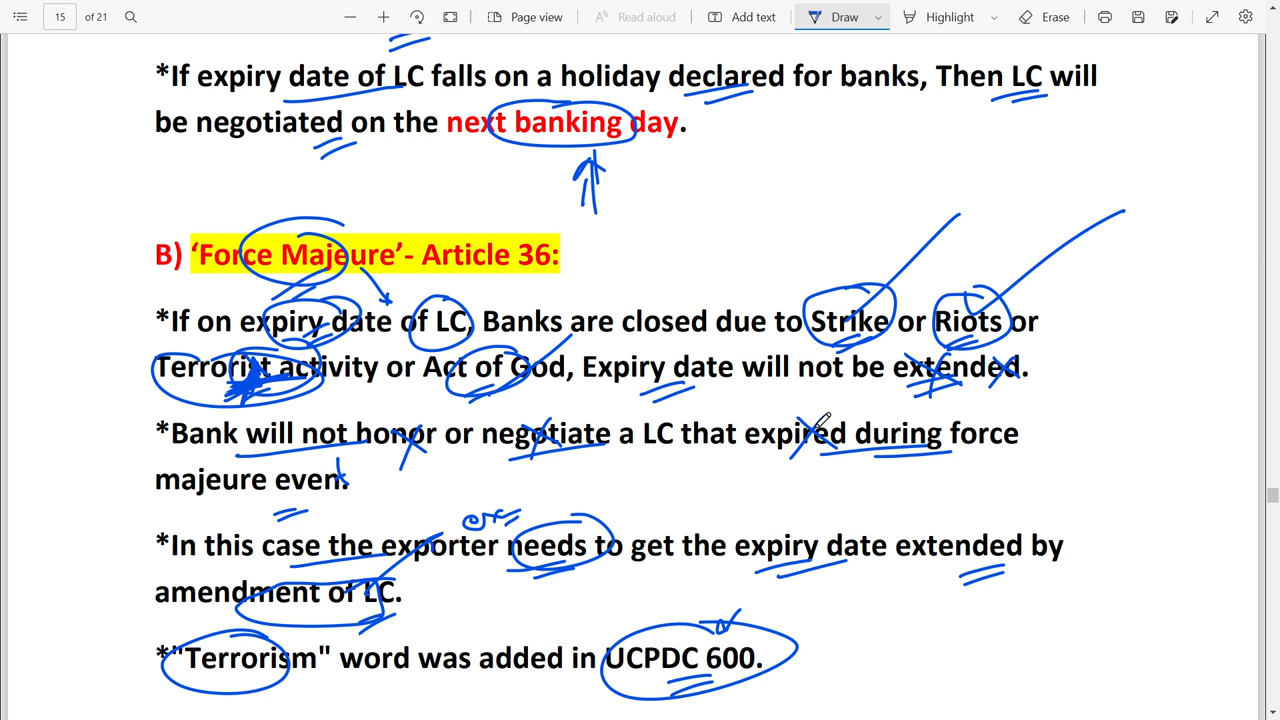 15 of 21 Page view Read aloud Add text Draw Highlight Erase
*If expiry date of LC falls on a holiday declared for banks, Then LC will
be negotiated on the next banking day.
B) ‘Force Majeure’- Article 36:
*If on expiry date of LC, Banks are closed due to Strike or Riots or
Terrorist activity or Act of God, Expiry date will not be extended.
*Bank will not honor or negotiate a LC that expired during force
majeure even.
*In this case the exporter needs to get the expiry date extended by
amendment of LC.
*"Terrorism" word was added in UCPDC 600.